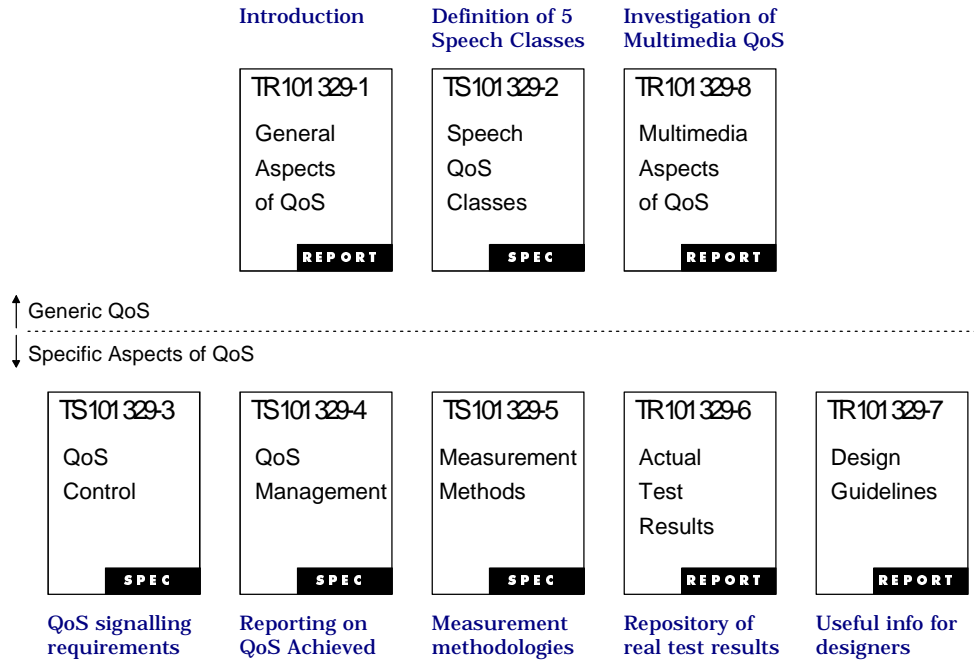 Introduction
Definition of 5
Speech Classes
Investigation of
Multimedia QoS
TR101 329-1
General
Aspects
of QoS
REPORT
TS101 329-2
Speech
QoS
Classes
SPEC
TR101 329-8
Multimedia
Aspects
of QoS
REPORT
Generic QoS
Specific Aspects of QoS
TS101 329-3
QoS
Control
SPEC
QoS signalling
requirements
TS101 329-4
QoS
Management
SPEC
Reporting on
QoS Achieved
TS101 329-5
Measurement
Methods
SPEC
Measurement
methodologies
TR101 329-6
Actual
Test
Results
REPORT
Repository of
real test results
TR101 329-7
Design
Guidelines
REPORT
Useful info for
designers